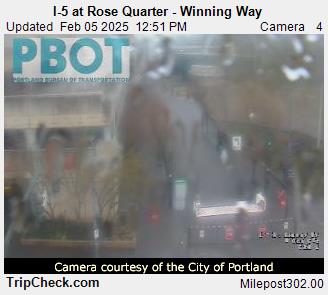 I-5 at Rose Quarter - Winning Way
Updated Feb 05 2025 12:51 PM Camera 4
PBOT
PORTLAND BUREAU OF TRANSPORTATION
Camera courtesy of the City of Portland
TripCheck.com Milepost302.00